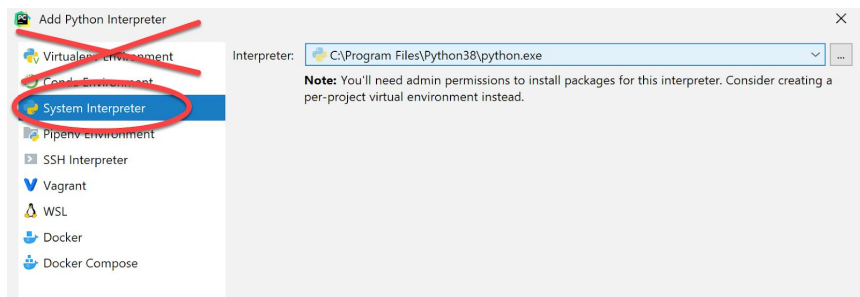 Add Python Interpreter
Virtualenv Environment
Interpreter: C:\Program Files\Python38\python.exe
...
Conda Environment
Note: You'll need admin permissions to install packages for this interpreter. Consider creating a
per-project virtual environment instead.
System Interpreter
Pipenv Environment
SSH Interpreter
Vagrant
WSL
Docker
Docker Compose